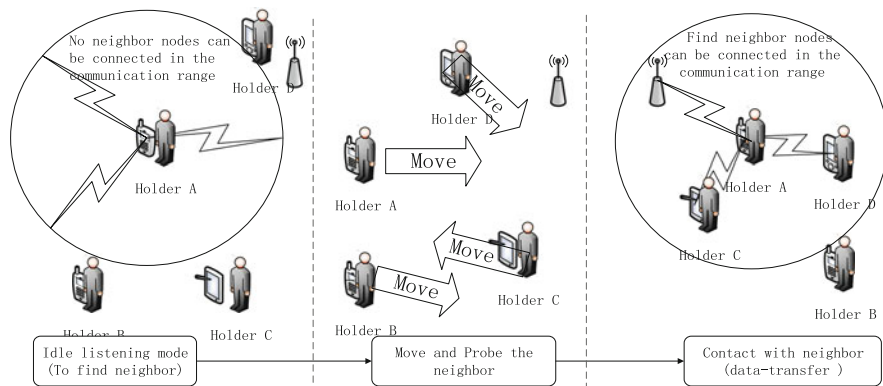 No neighbor nodes can
be connected in the
communication range
Holder D
Holder A
Holder B
Holder C
Idle listening mode
(To find neighbor)
Move
Holder D
Move
Holder A
Move
Holder C
Move
Holder B
Move and Probe the
neighbor
Find neighbor nodes
can be connected in the
communication range
Holder A
Holder D
Holder C
Holder B
Contact with neighbor
(data-transfer )